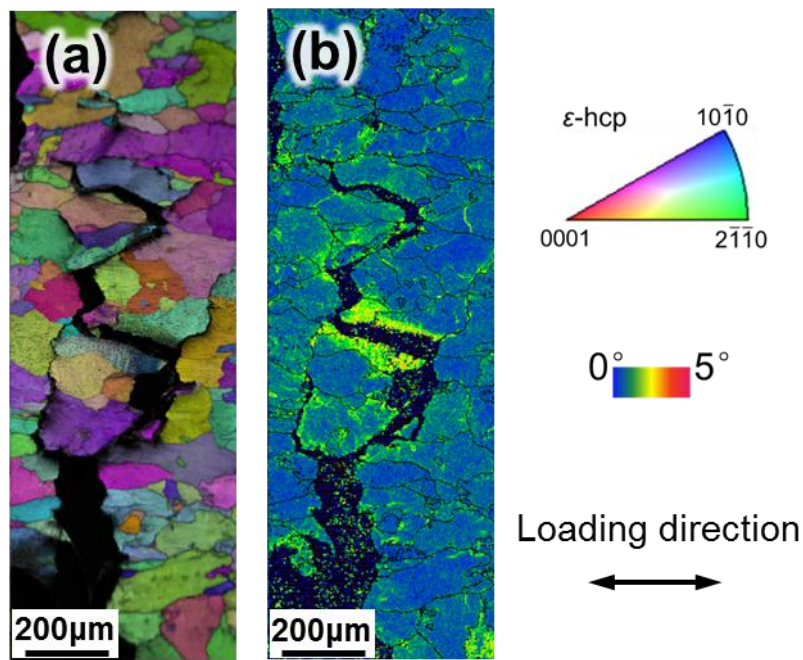 (a)
(b)
ε-hcp
101̄0
0001
21̄1̄0
0° 5°
Loading direction
200μm
200μm